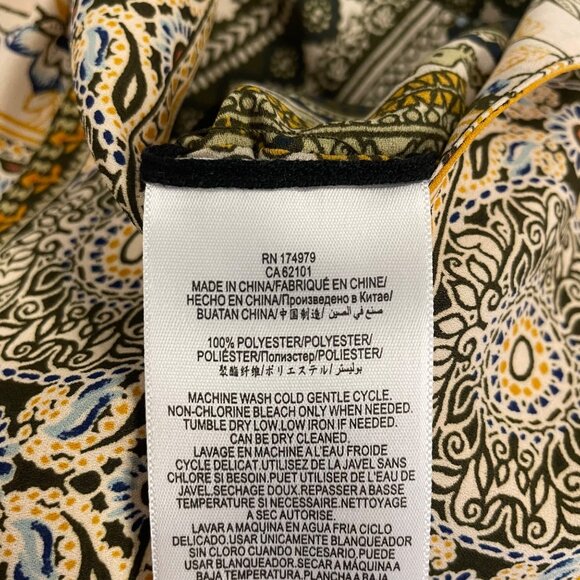 RN 174979
CA 62101
MADE IN CHINA/FABRIQUÉ EN CHINE/
HECHO EN CHINA/Произведено в Китае/
BUATAN CHINA/中国制造/ صنع في الصين/
100% POLYESTER/POLYESTER/
POLIÉSTER/Полиэстер/POLIESTER/
聚酯纤维/ポリエステル/بوليستر
MACHINE WASH COLD GENTLE CYCLE.
NON-CHLORINE BLEACH ONLY WHEN NEEDED.
TUMBLE DRY LOW.LOW IRON IF NEEDED.
CAN BE DRY CLEANED.
LAVAGE EN MACHINE A L'EAU FROIDE
CYCLE DELICAT.UTILISEZ DE LA JAVEL SANS
CHLORE SI BESOIN.PUET UTILISER DE L'EAU DE
JAVEL.SECHAGE DOUX.REPASSER A BASSE
TEMPERATURE SI NECESSAIRE.NETTOYAGE
A SEC AUTORISE.
LAVAR A MAQUINA EN AGUA FRIA CICLO
DELICADO.USAR ÚNICAMENTE BLANQUEADOR
SIN CLORO CUANDO NECESARIO,PUEDE
USAR BLANQUEADOR.SECAR A MAQUINA A
BAJA TEMPERATURA.PLANCHA A BAJA